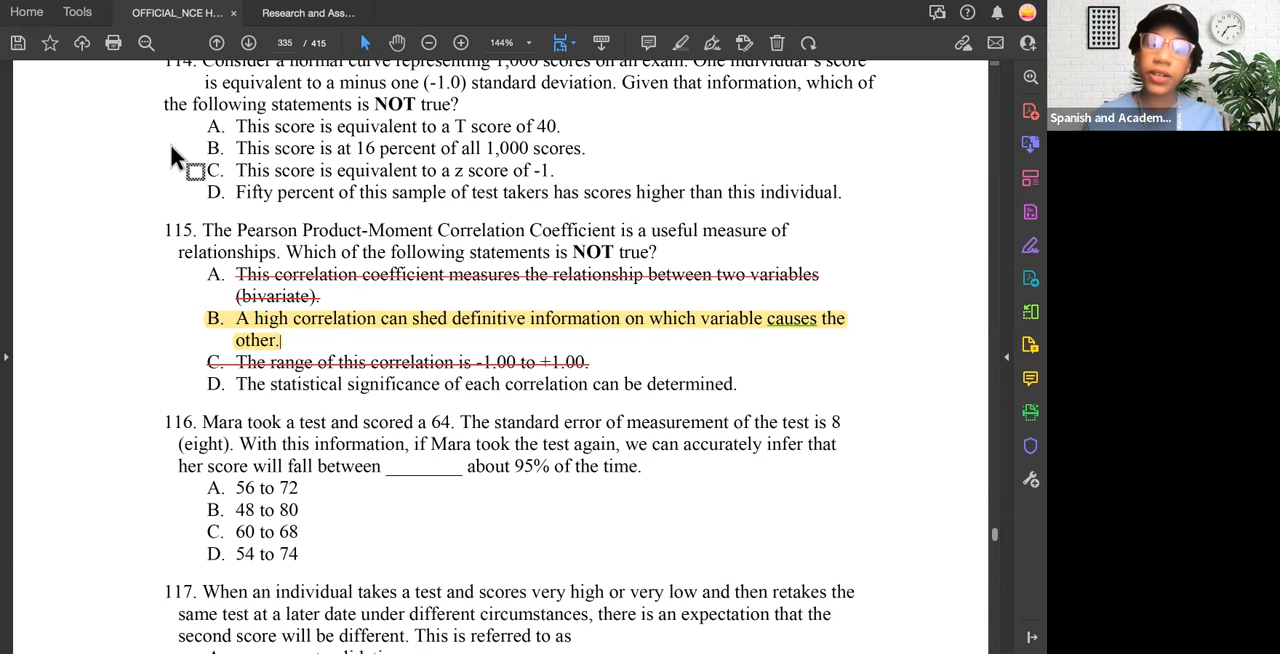 Home Tools OFFICIAL_NCE H... × Research and Ass...
335 / 415 144%
114. Consider a normal curve representing 1,000 scores on an exam. One individual's score
is equivalent to a minus one (-1.0) standard deviation. Given that information, which of
the following statements is NOT true?
A. This score is equivalent to a T score of 40.
B. This score is at 16 percent of all 1,000 scores.
C. This score is equivalent to a z score of -1.
D. Fifty percent of this sample of test takers has scores higher than this individual.
115. The Pearson Product-Moment Correlation Coefficient is a useful measure of
relationships. Which of the following statements is NOT true?
A. This correlation coefficient measures the relationship between two variables
(bivariate).
B. A high correlation can shed definitive information on which variable causes the
other.
C. The range of this correlation is -1.00 to +1.00.
D. The statistical significance of each correlation can be determined.
116. Mara took a test and scored a 64. The standard error of measurement of the test is 8
(eight). With this information, if Mara took the test again, we can accurately infer that
her score will fall between ________ about 95% of the time.
A. 56 to 72
B. 48 to 80
C. 60 to 68
D. 54 to 74
117. When an individual takes a test and scores very high or very low and then retakes the
same test at a later date under different circumstances, there is an expectation that the
second score will be different. This is referred to as
Spanish and Academ...